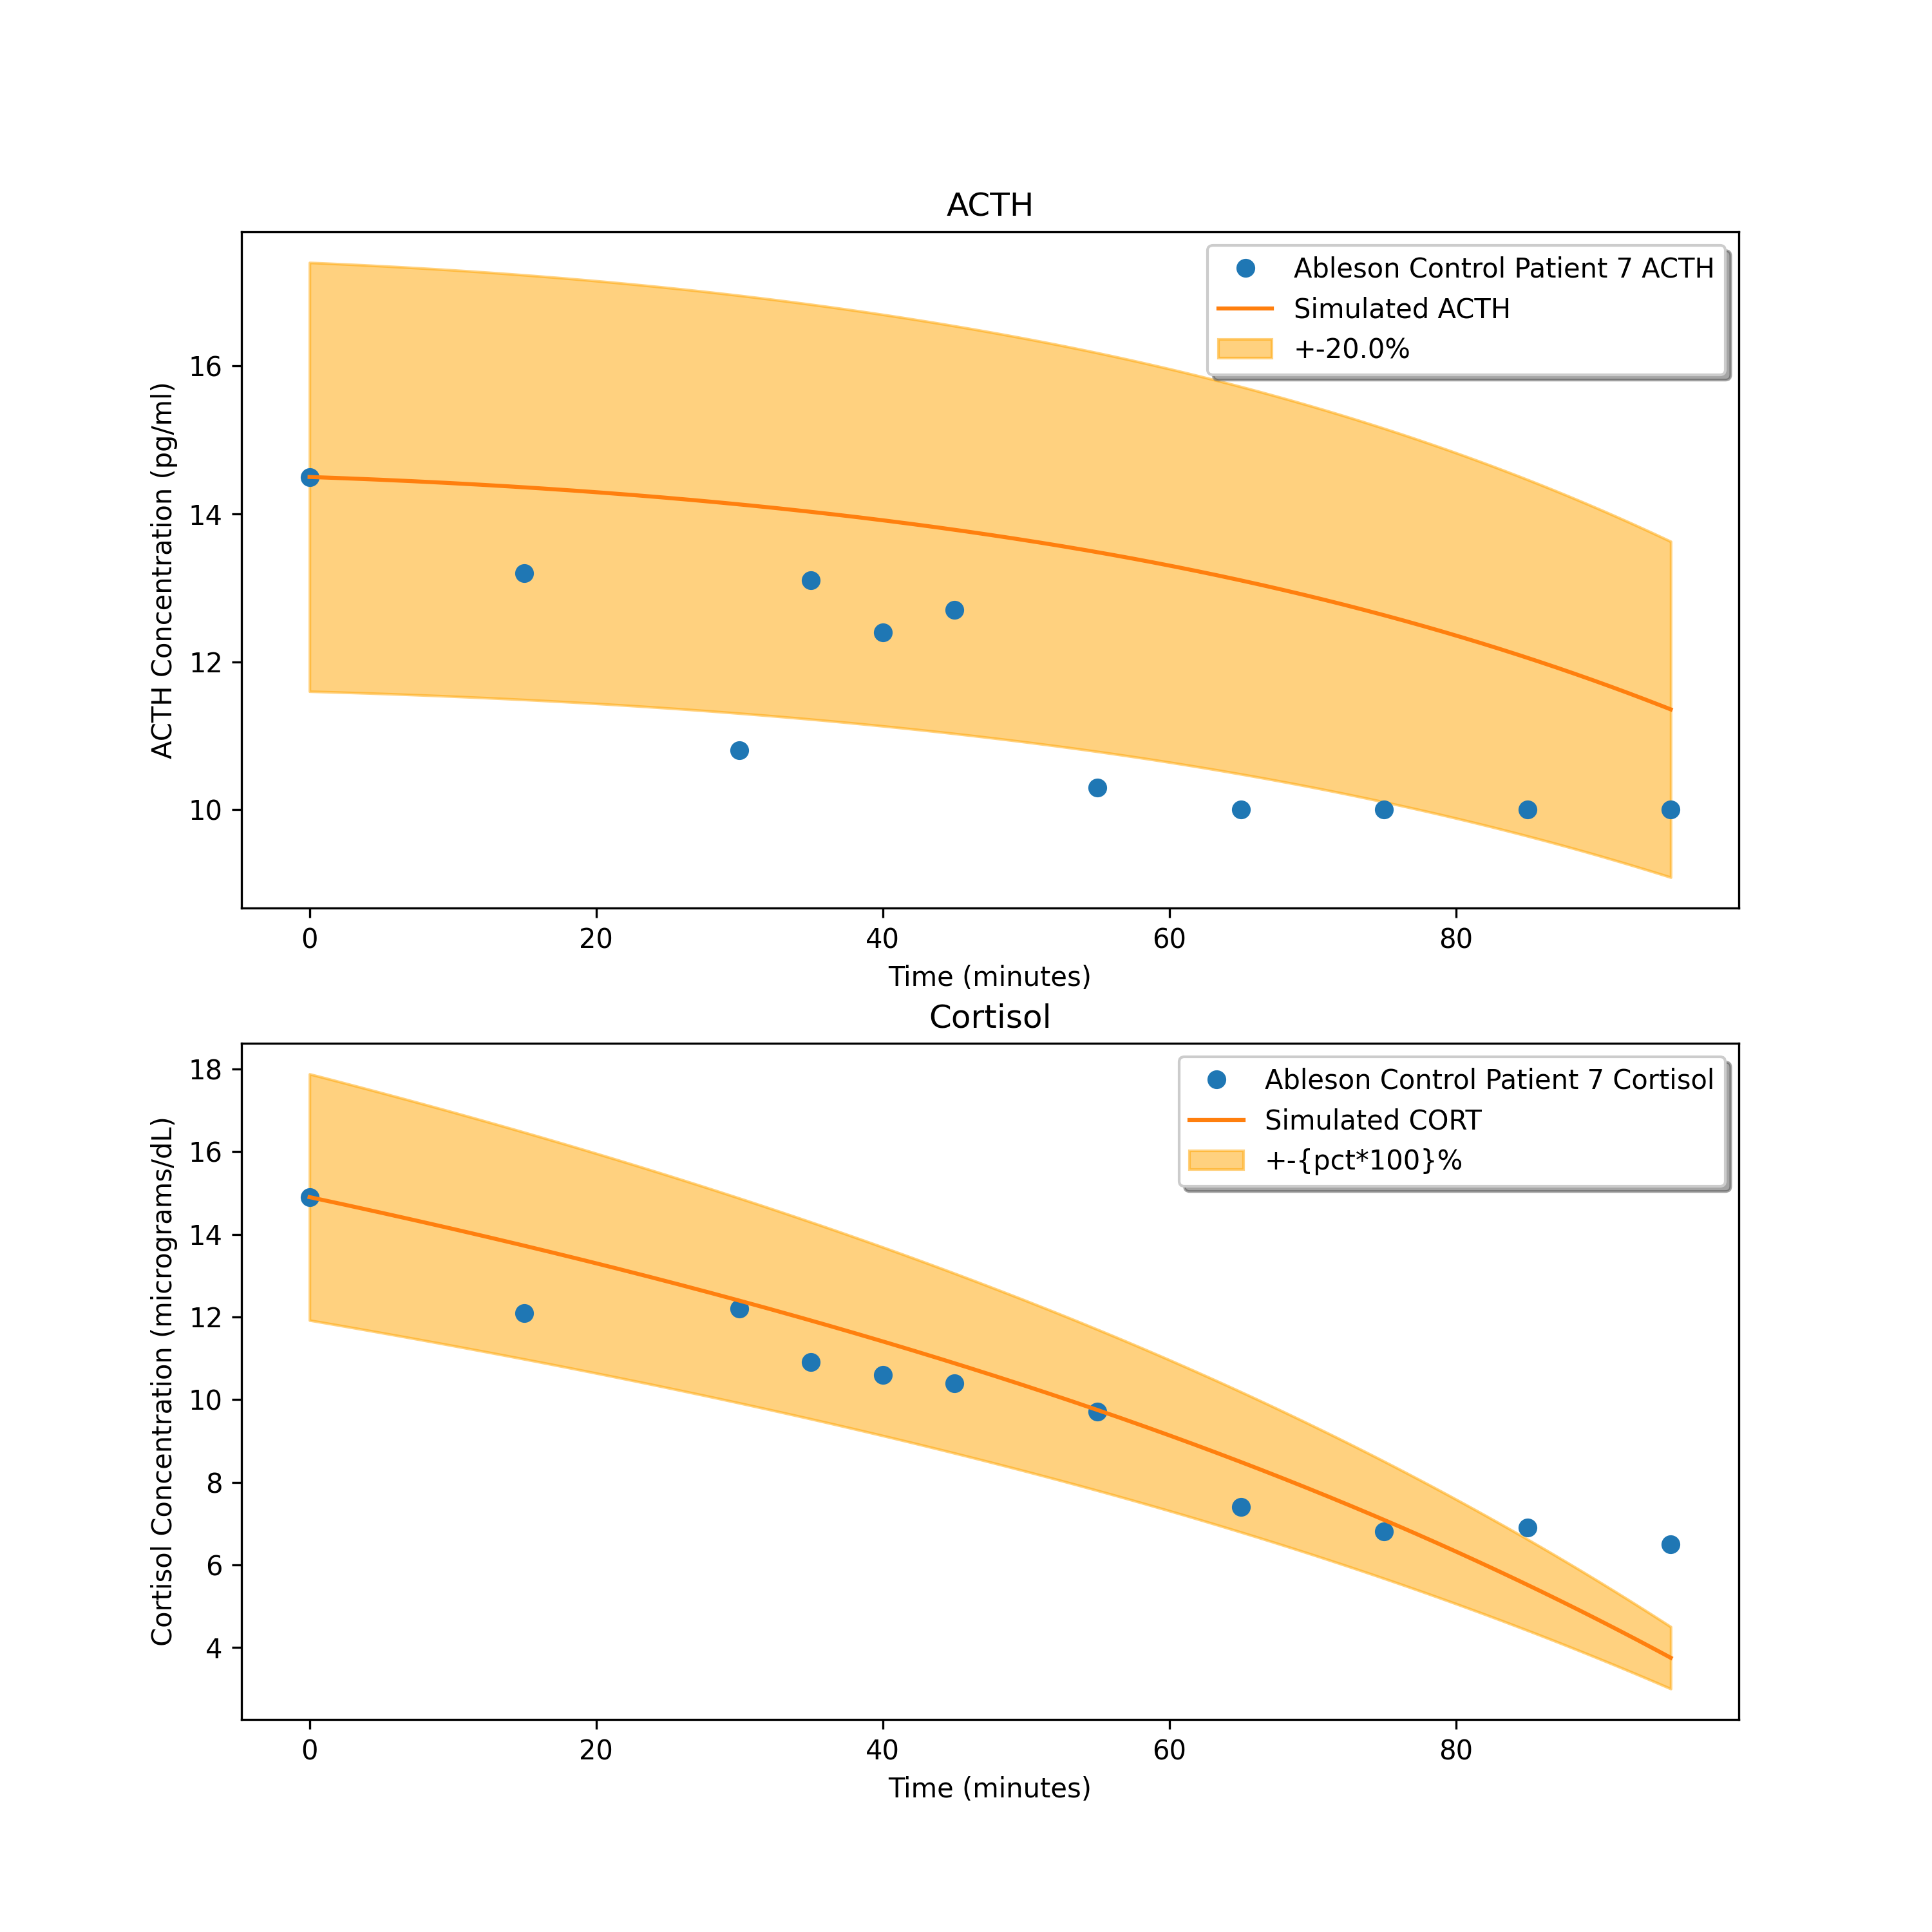 ACTH
Ableson Control Patient 7 ACTH
Simulated ACTH
+-20.0%
ACTH Concentration (pg/ml)
16
14
12
10
0 20 40 60 80
Time (minutes)
Cortisol
Ableson Control Patient 7 Cortisol
Simulated CORT
+-{pct*100}%
Cortisol Concentration (micrograms/dL)
18
16
14
12
10
8
6
4
0 20 40 60 80
Time (minutes)